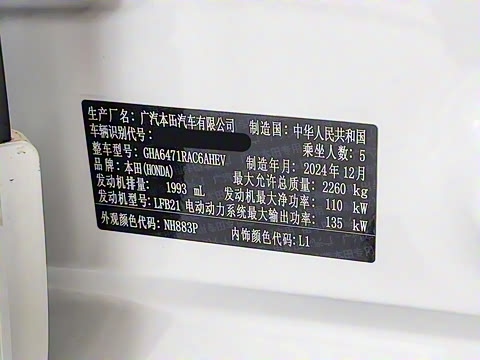 生产厂名：广汽本田汽车有限公司 制造国：中华人民共和国
车辆识别代号： 乘坐人数：5
整车型号：GHA6471RAC6AHEV 制造年月：2024年12月
品牌：本田(HONDA) 最大允许总质量：2260 kg
发动机排量： 1993 mL 发动机最大净功率： 110 kW
发动机型号：LFB21 电动动力系统最大输出功率： 135 kW
外观颜色代码：NH883P 内饰颜色代码：L1